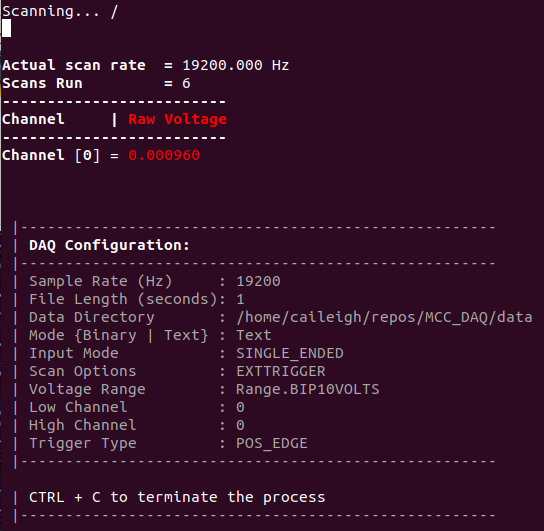 Scanning... /
Actual scan rate  = 19200.000 Hz
Scans Run         = 6
-------------------------
Channel     | Raw Voltage
-------------------------
Channel [0] = 0.000960
|-----------------------------------------------------
| DAQ Configuration:
|-----------------------------------------------------
| Sample Rate (Hz)     : 19200
| File Length (seconds): 1
| Data Directory       : /home/caileigh/repos/MCC_DAQ/data
| Mode {Binary | Text} : Text
| Input Mode           : SINGLE_ENDED
| Scan Options         : EXTTRIGGER
| Voltage Range        : Range.BIP10VOLTS
| Low Channel          : 0
| High Channel         : 0
| Trigger Type         : POS_EDGE
|-----------------------------------------------------
| CTRL + C to terminate the process
|-----------------------------------------------------